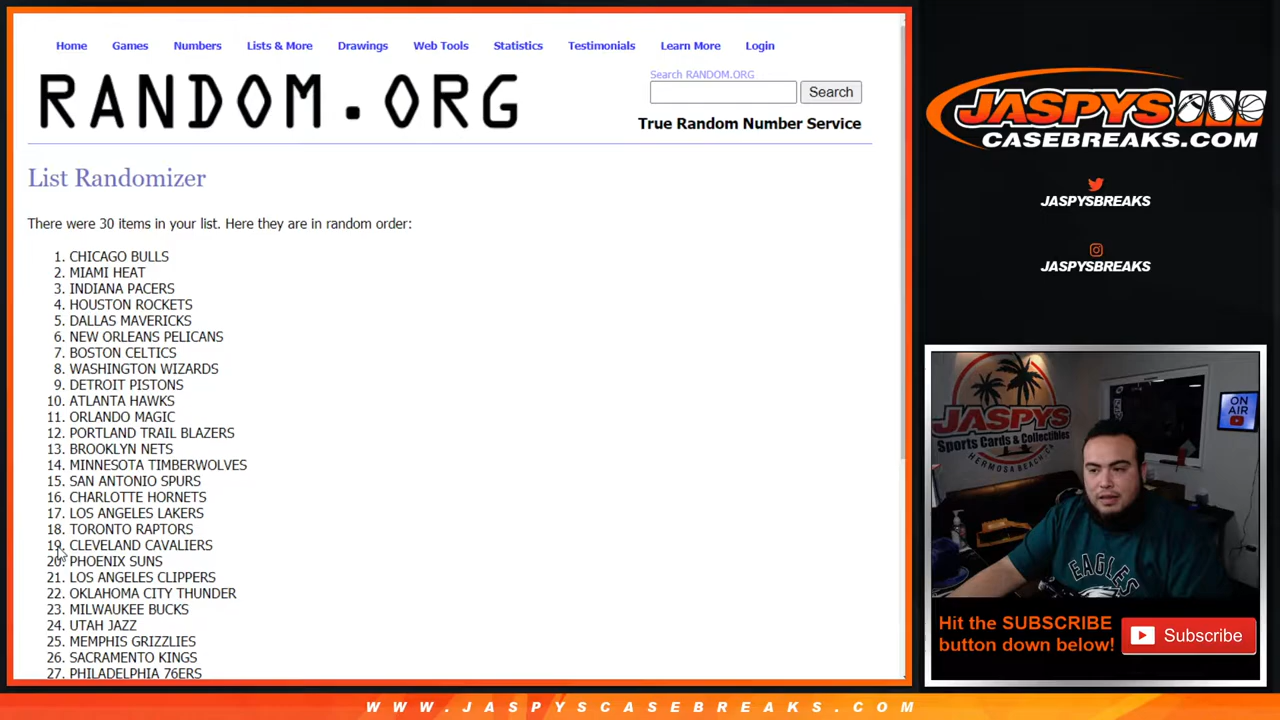 Home Games Numbers Lists & More Drawings Web Tools Statistics Testimonials Learn More Login
RANDOM.ORG
Search RANDOM.ORG
Search
True Random Number Service
List Randomizer
There were 30 items in your list. Here they are in random order:
1. CHICAGO BULLS
2. MIAMI HEAT
3. INDIANA PACERS
4. HOUSTON ROCKETS
5. DALLAS MAVERICKS
6. NEW ORLEANS PELICANS
7. BOSTON CELTICS
8. WASHINGTON WIZARDS
9. DETROIT PISTONS
10. ATLANTA HAWKS
11. ORLANDO MAGIC
12. PORTLAND TRAIL BLAZERS
13. BROOKLYN NETS
14. MINNESOTA TIMBERWOLVES
15. SAN ANTONIO SPURS
16. CHARLOTTE HORNETS
17. LOS ANGELES LAKERS
18. TORONTO RAPTORS
19. CLEVELAND CAVALIERS
20. PHOENIX SUNS
21. LOS ANGELES CLIPPERS
22. OKLAHOMA CITY THUNDER
23. MILWAUKEE BUCKS
24. UTAH JAZZ
25. MEMPHIS GRIZZLIES
26. SACRAMENTO KINGS
27. PHILADELPHIA 76ERS
JASPYS
CASEBREAKS.COM
JASPYSBREAKS
JASPYSBREAKS
JASPYS
Sports Cards & Collectibles
HERMOSA BEACH, CA
ON
AIR
EAGLES
Hit the SUBSCRIBE
button down below!
Subscribe
WWW.JASPYSCASEBREAKS.COM